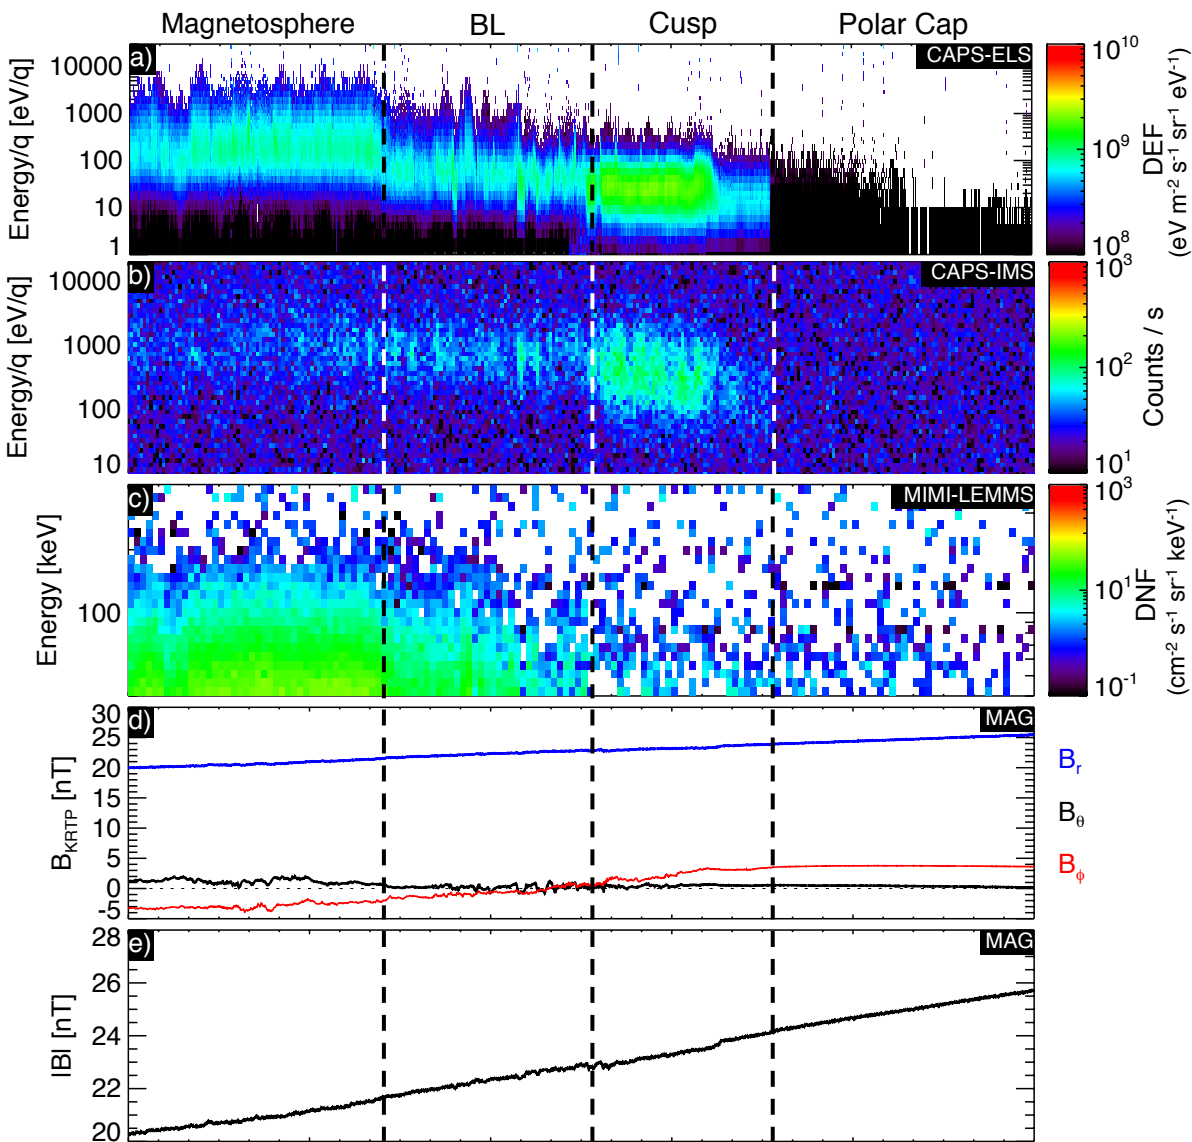 Magnetosphere BL Cusp Polar Cap
a) CAPS-ELS
Energy/q [eV/q]
10000
1000
100
10
1
10^10
10^9
10^8
DEF
(eV m^-2 s^-1 sr^-1 eV^-1)
b) CAPS-IMS
Energy/q [eV/q]
10000
1000
100
10
10^3
10^2
10^1
Counts / s
c) MIMI-LEMMS
Energy [keV]
100
10^3
10^1
10^-1
DNF
(cm^-2 s^-1 sr^-1 keV^-1)
d) MAG
B_KRTP [nT]
30
25
20
15
10
5
0
-5
B_r
B_θ
B_ϕ
e) MAG
|B| [nT]
28
26
24
22
20